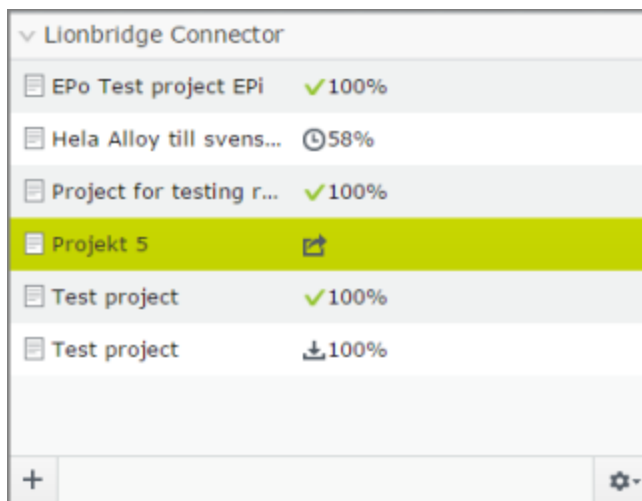 Lionbridge Connector
EPo Test project EPi 100%
Hela Alloy till svens... 58%
Project for testing r... 100%
Projekt 5
Test project 100%
Test project 100%